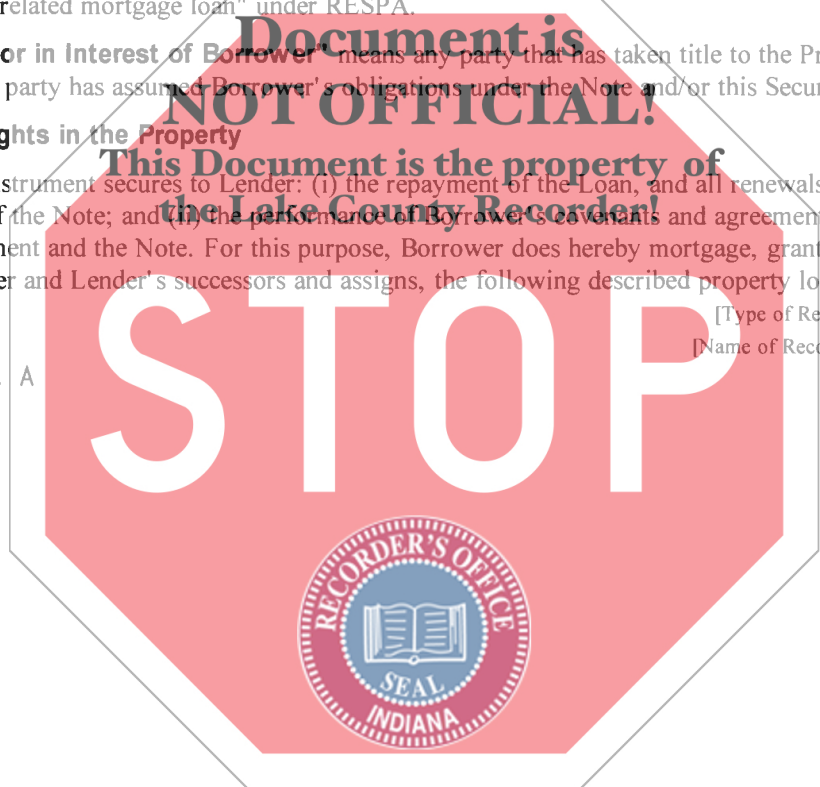 related mortgage loan" under RESPA.
Document is
or in Interest of Borrower" means any party that has taken title to the Pr
NOT OFFICIAL!
party has assumed Borrower's obligations under the Note and/or this Secur
ghts in the Property
This Document is the property of
strument secures to Lender: (i) the repayment of the Loan, and all renewals
the Lake County Recorder!
f the Note; and (ii) the performance of Borrower's covenants and agreement
nent and the Note. For this purpose, Borrower does hereby mortgage, grant
er and Lender's successors and assigns, the following described property lo
[Type of Re
[Name of Reco
A
STOP
RECORDER'S OFFICE
SEAL
INDIANA